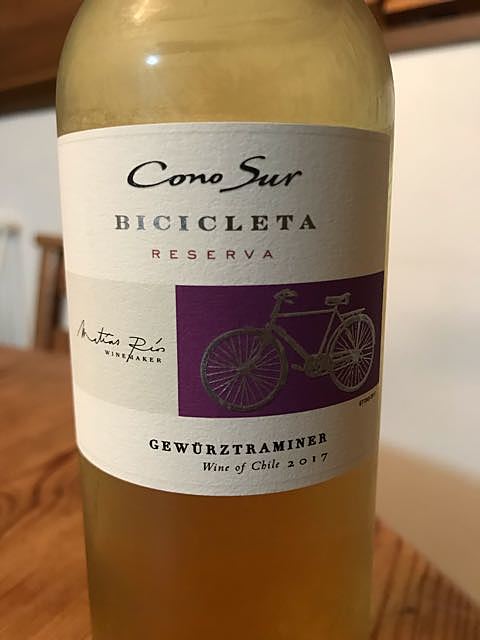 Cono Sur
BICICLETA
RESERVA
Matías Ríos
WINEMAKER
GEWÜRZTRAMINER
Wine of Chile 2017